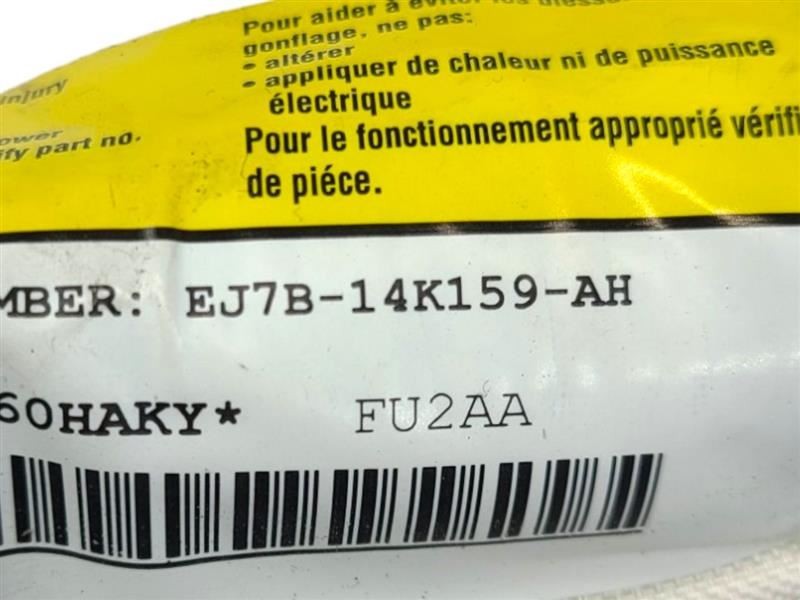 Pour aider à éviter les
gonflage, ne pas:
• altérer
• appliquer de chaleur ni de puissance
électrique
Pour le fonctionnement approprié vérifi
de piéce.
injury
ower
ify part no.
MBER: EJ7B-14K159-AH
60HAKY* FU2AA